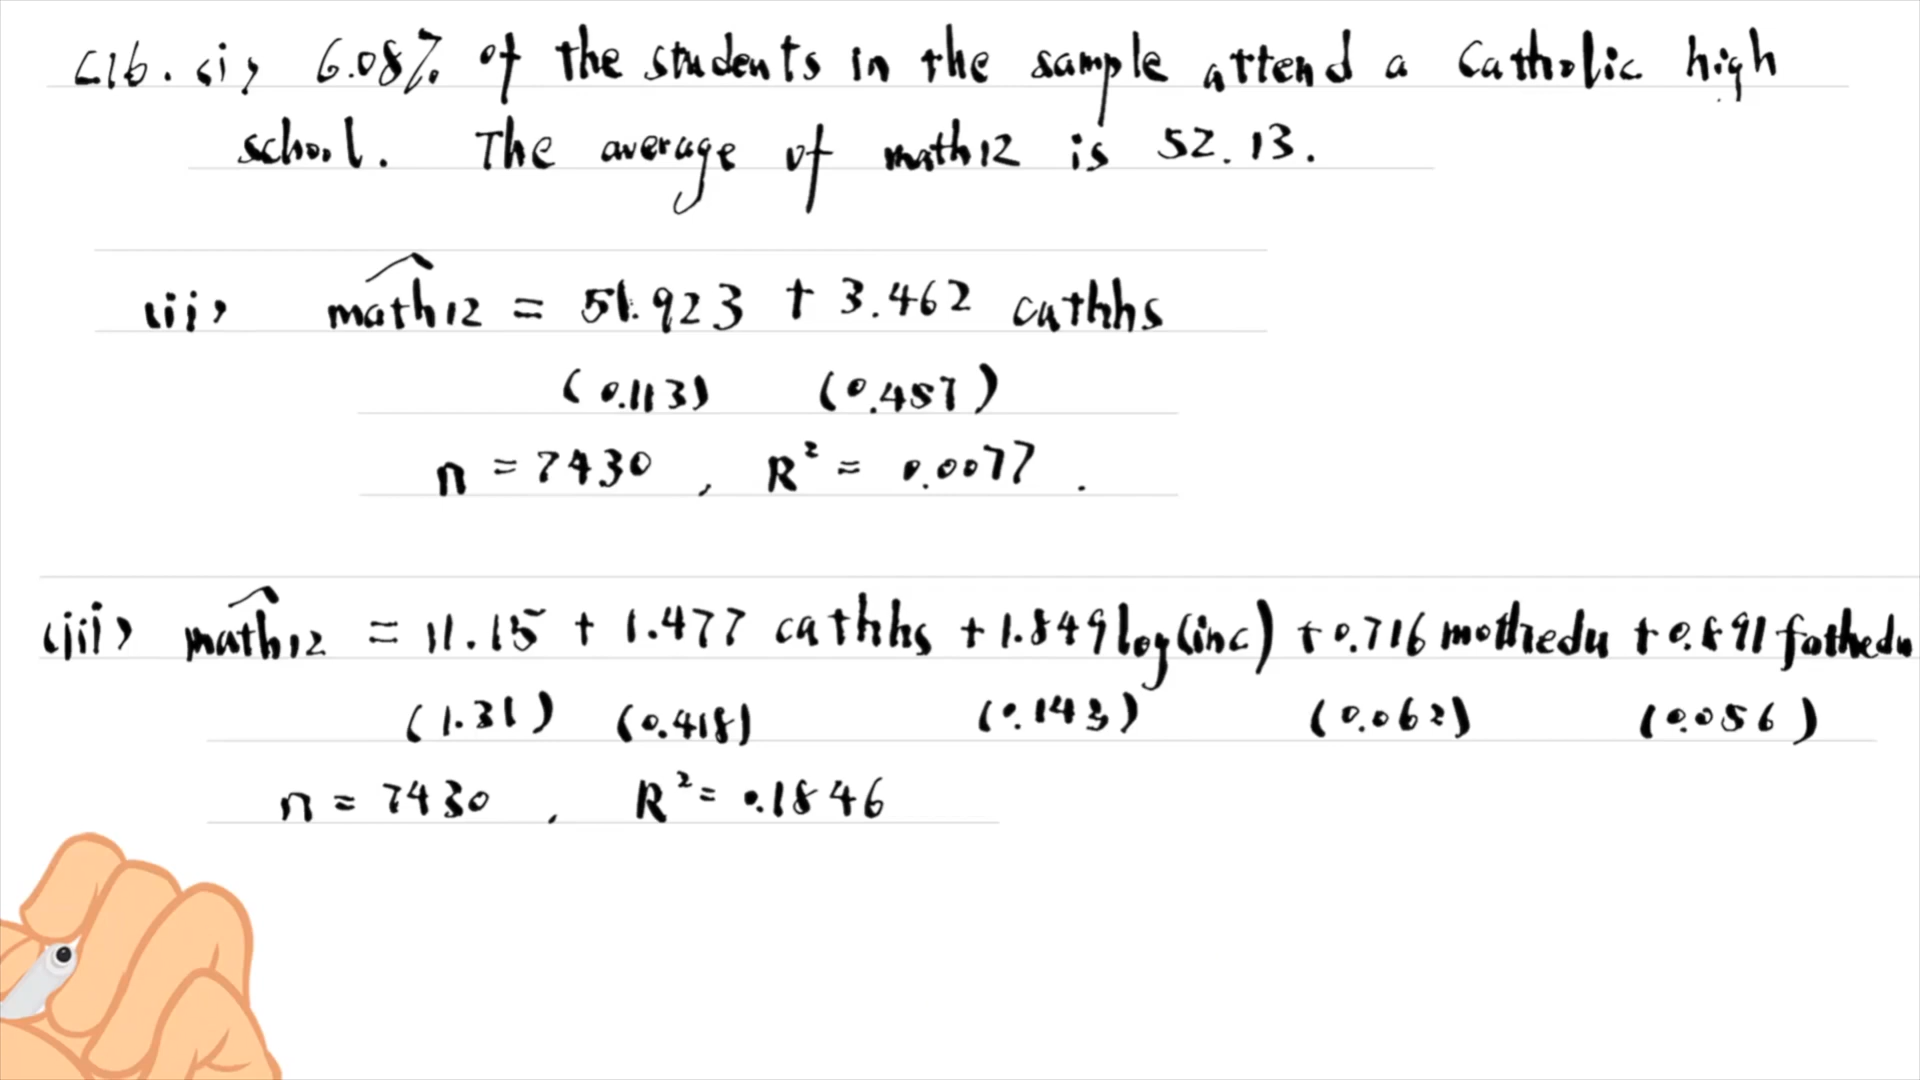 C16. (i) 6.08% of the students in the sample attend a Catholic high
school. The average of math12 is 52.13.
(ii) math12 = 51.923 + 3.462 cathhs
(0.113) (0.457)
n = 7430, R² = 0.0077.
(iii) math12 = 11.15 + 1.477 cathhs + 1.849 log(inc) + 0.716 mothedu + 0.891 fathedu
(1.31) (0.418) (0.143) (0.062) (0.056)
n = 7430, R² = 0.1846